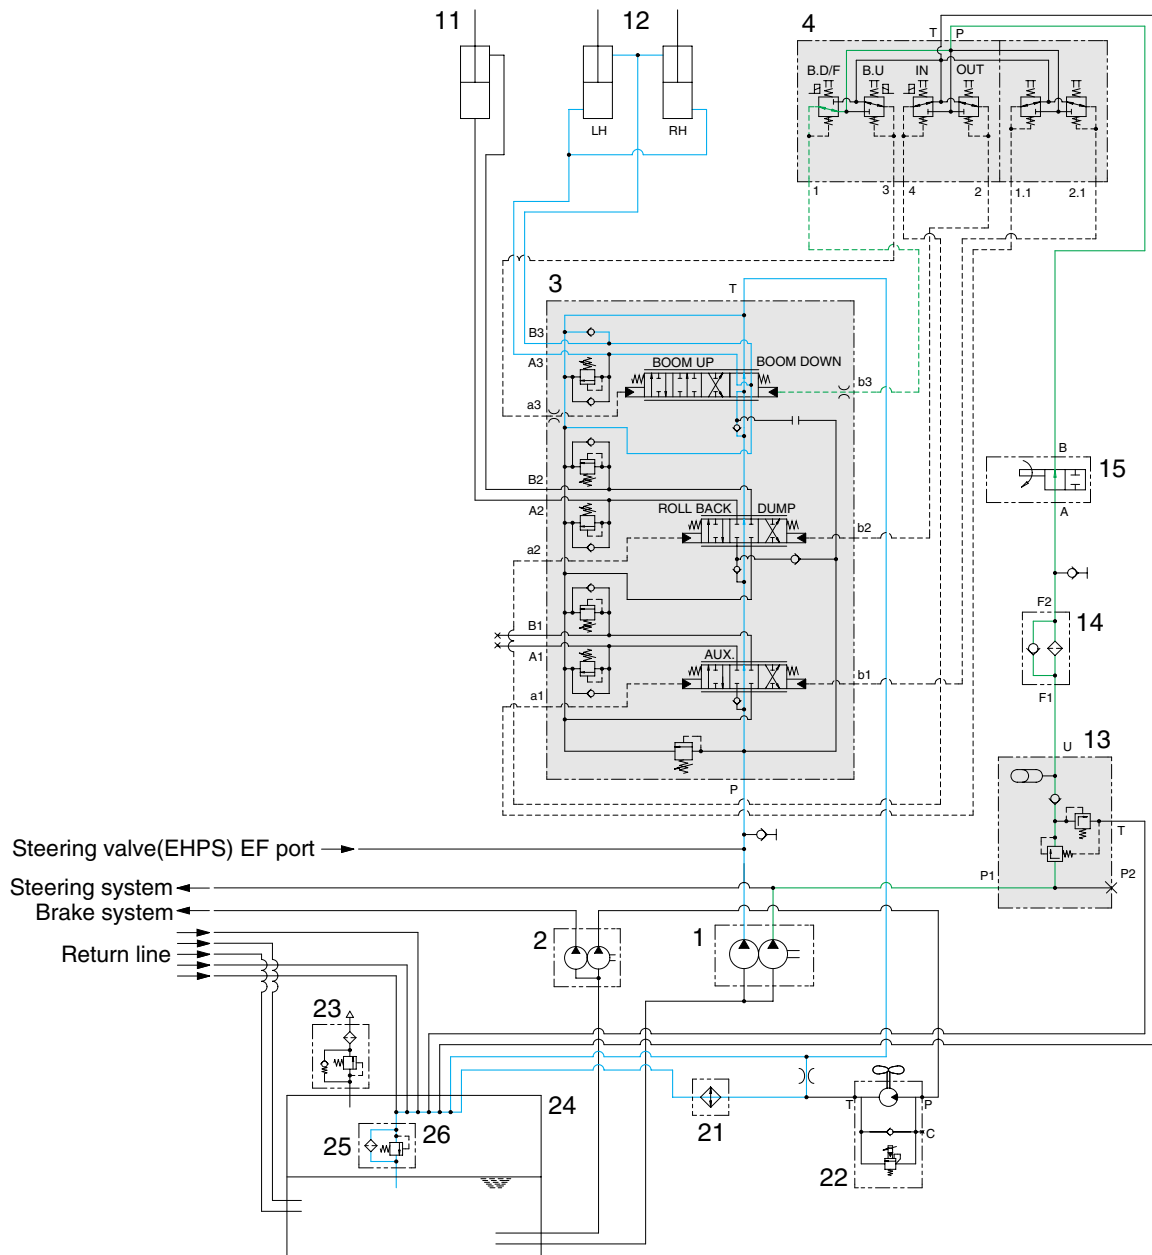 11
12
4
T
P
B.D/F
B.U
IN
OUT
LH
RH
1
3
4
2
1.1
2.1
3
T
B3
A3
BOOM UP
BOOM DOWN
b3
a3
B
15
A
B2
A2
ROLL BACK
DUMP
b2
a2
F2
14
B1
A1
AUX.
b1
a1
F1
U
13
P
T
Steering valve(EHPS) EF port
P1
P2
Steering system
Brake system
2
1
Return line
23
24
T
P
25
26
21
C
22